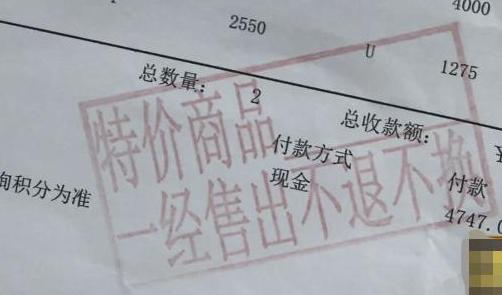 4000
2550
U
1275
总数量:
2
总收款额:
特价商品
付款方式
付款
现金
一经售出不退不换
询积分为准
4747.0